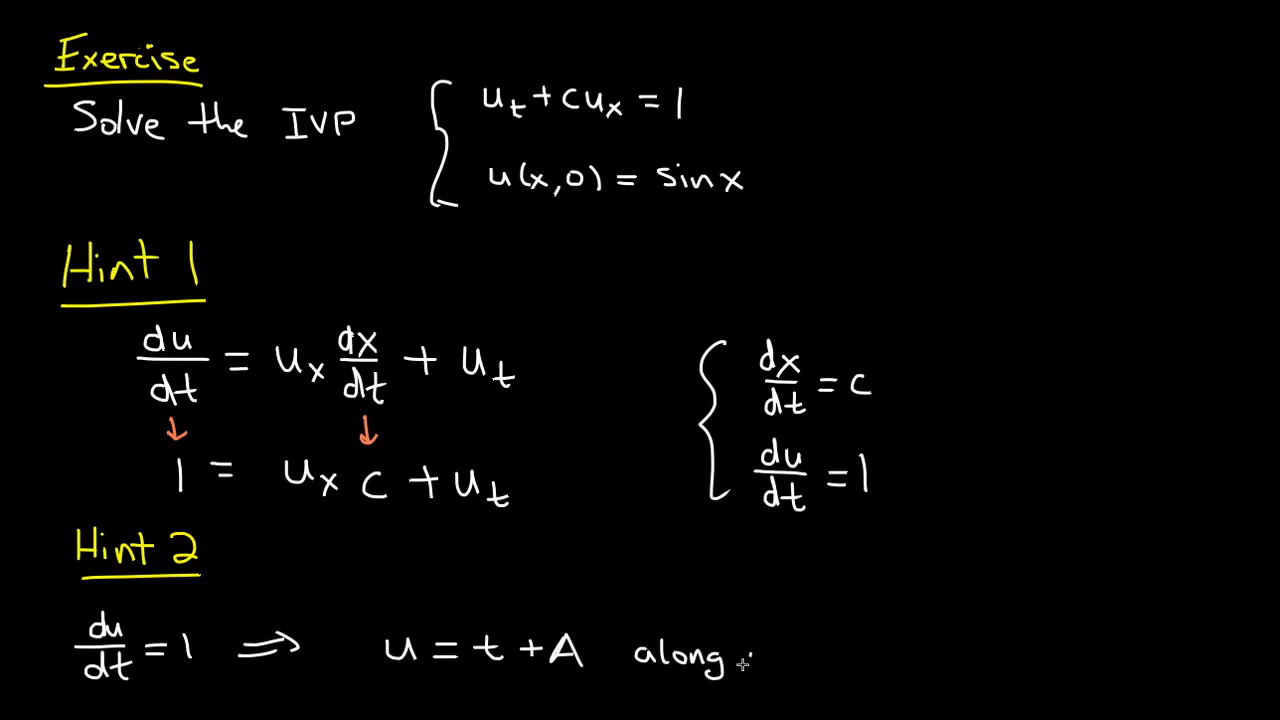 Exercise
Solve the IVP { u_t + cu_x = 1
u(x,0) = sinx
Hint 1
du/dt = u_x dx/dt + u_t { dx/dt = c
↓ ↓
1 = u_x c + u_t du/dt = 1
Hint 2
du/dt = 1 ⇒ u = t + A along